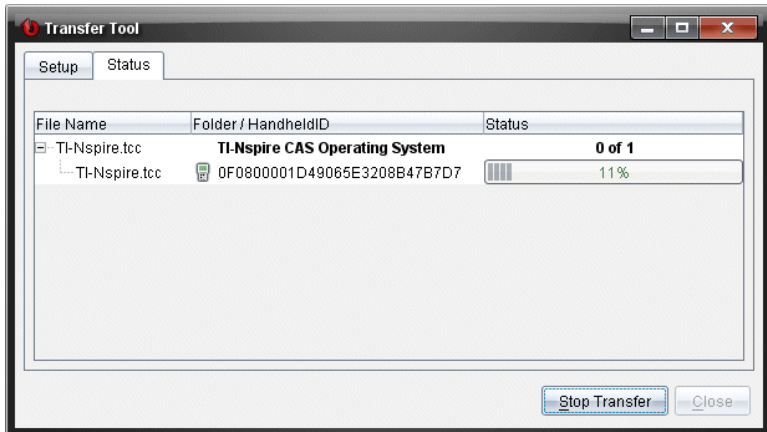 Transfer Tool
Setup Status
File Name Folder / HandheldID Status
TI-Nspire.tcc TI-Nspire CAS Operating System 0 of 1
TI-Nspire.tcc 0F0800001D49065E3208B47B7D7 11%
Stop Transfer Close